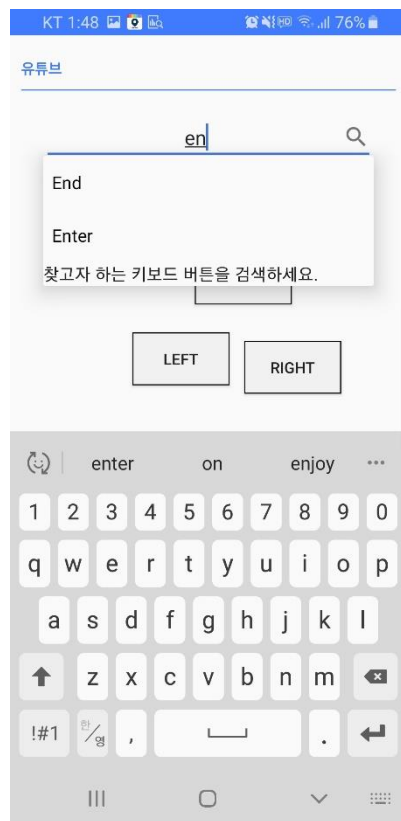 KT 1:48 76%
유튜브
en
End
Enter
찾고자 하는 키보드 버튼을 검색하세요.
LEFT RIGHT
enter on enjoy
1 2 3 4 5 6 7 8 9 0
q w e r t y u i o p
a s d f g h j k l
z x c v b n m
!#1 한/영 , .